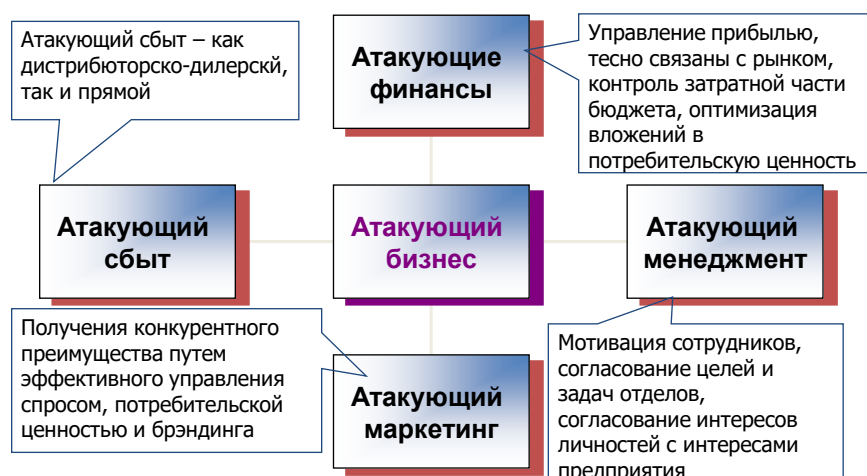 Атакующий сбыт – как
дистрибюторско-дилерскй,
так и прямой
Атакующие
финансы
Управление прибылью,
тесно связаны с рынком,
контроль затратной части
бюджета, оптимизация
вложений в
потребительскую ценность
Атакующий
сбыт
Атакующий
бизнес
Атакующий
менеджмент
Получения конкурентного
преимущества путем
эффективного управления
спросом, потребительской
ценностью и брэндинга
Атакующий
маркетинг
Мотивация сотрудников,
согласование целей и
задач отделов,
согласование интересов
личностей с интересами
предприятия